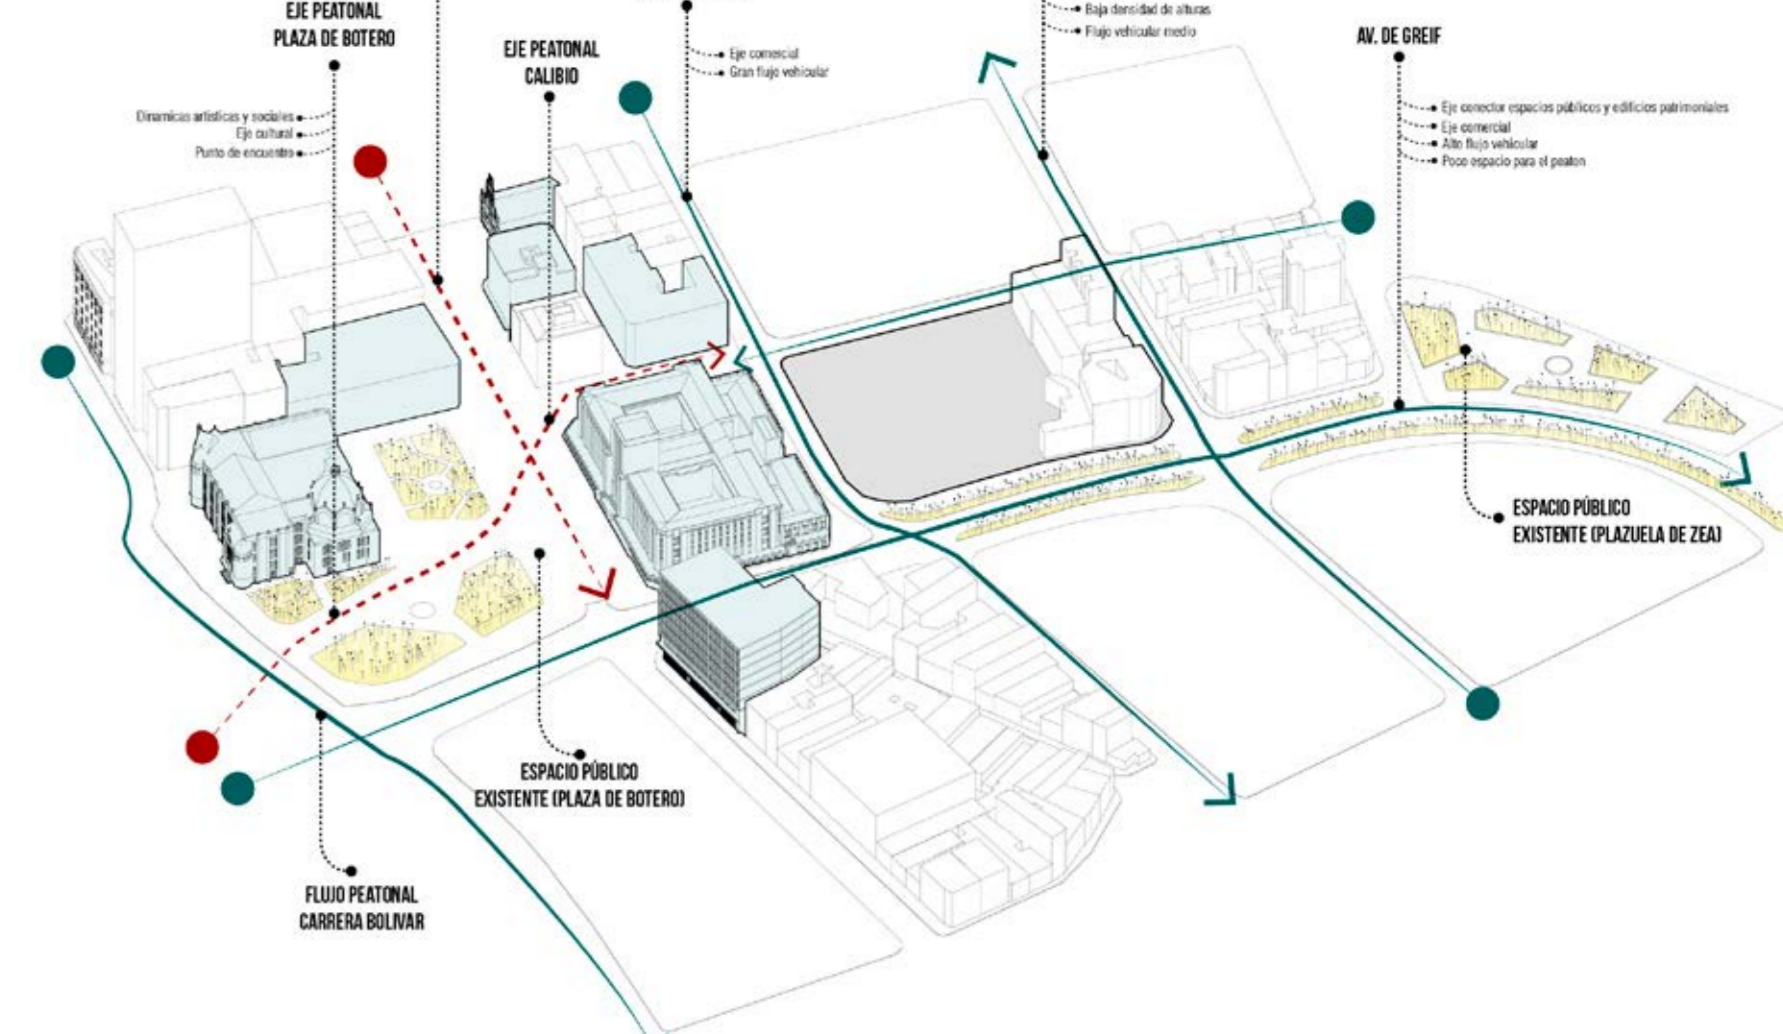 EJE PEATONAL
PLAZA DE BOTERO
Dinamicas artisticas y sociales
Eje cultural
Punto de encuentro
EJE PEATONAL
CALIBIO
Eje comescial
Gran flujo vehicular
Baja densidad de alturas
Flujo vehicular medio
AV. DE GREIF
Eje conector espacios públicos y edificios patrimoniales
Eje comercial
Alto flujo vehicular
Poco espacio para el peaton
ESPACIO PÚBLICO
EXISTENTE (PLAZUELA DE ZEA)
ESPACIO PÚBLICO
EXISTENTE (PLAZA DE BOTERO)
FLUJO PEATONAL
CARRERA BOLIVAR